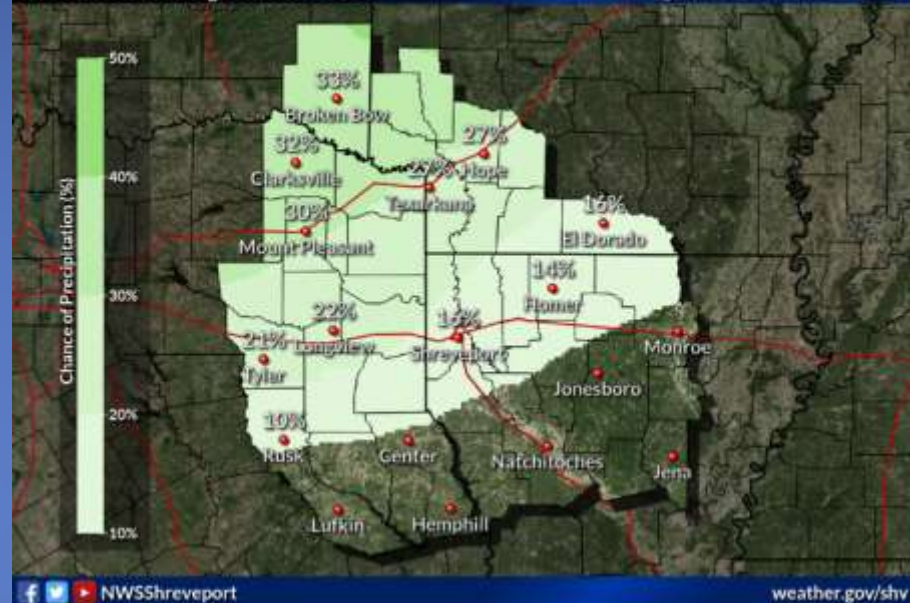 50%
40%
30%
20%
10%
Chance of Precipitation (%)
33%
Broken Bow
32%
Clarksville
27%
Hope
27%
Texarkana
30%
Mount Pleasant
16%
El Dorado
14%
Homer
22%
Longview
16%
Shreveport
21%
Tyler
Monroe
Jonesboro
10%
Rusk
Center
Natchitoches
Jena
Lufkin
Hemphill
NWSShreveport
weather.gov/shv